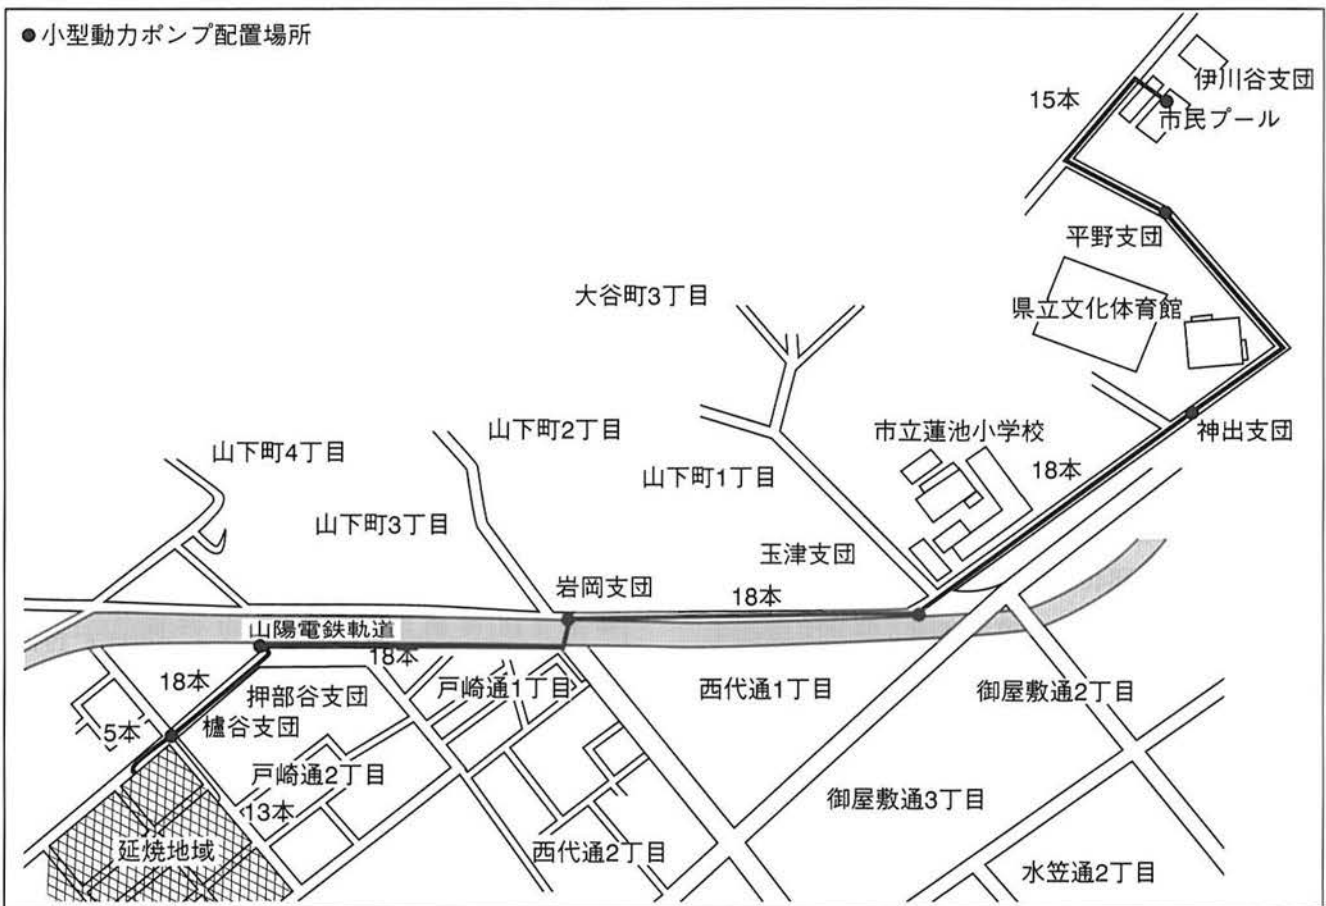 ●小型動力ポンプ配置場所
伊川谷支団
15本
市民プール
平野支団
大谷町3丁目
県立文化体育館
山下町2丁目
市立蓮池小学校
神出支団
山下町4丁目
18本
山下町1丁目
山下町3丁目
玉津支団
岩岡支団
18本
山陽電鉄軌道
18本
18本
押部谷支団
戸崎通1丁目
西代通1丁目
御屋敷通2丁目
5本
櫨谷支団
戸崎通2丁目
御屋敷通3丁目
13本
延焼地域
西代通2丁目
水笠通2丁目